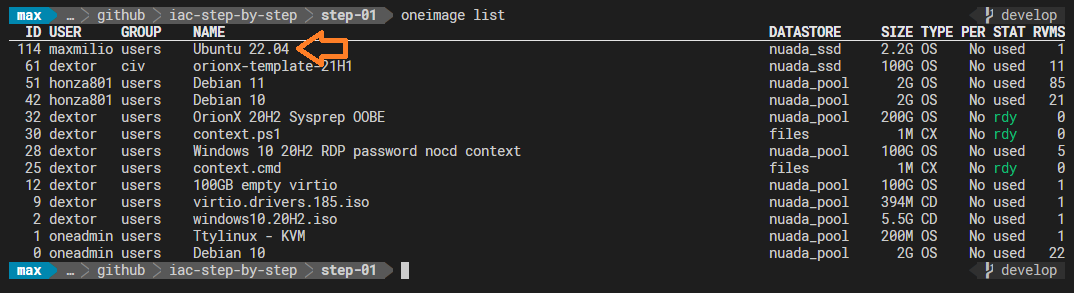 max … github iac-step-by-step step-01 oneimage list develop
ID USER GROUP NAME DATASTORE SIZE TYPE PER STAT RVMS
114 maxmilio users Ubuntu 22.04 nuada_ssd 2.2G OS No used 1
61 dextor civ orionx-template-21H1 nuada_ssd 100G OS No used 11
51 honza801 users Debian 11 nuada_pool 2G OS No used 85
42 honza801 users Debian 10 nuada_pool 2G OS No used 21
32 dextor users OrionX 20H2 Sysprep OOBE nuada_pool 200G OS No rdy 0
30 dextor users context.ps1 files 1M CX No rdy 0
28 dextor users Windows 10 20H2 RDP password nocd context nuada_pool 100G OS No used 5
25 dextor users context.cmd files 1M CX No rdy 0
12 dextor users 100GB empty virtio nuada_pool 100G OS No used 1
9 dextor users virtio.drivers.185.iso nuada_pool 394M CD No used 1
2 dextor users windows10.20H2.iso nuada_pool 5.5G CD No used 1
1 oneadmin users Ttylinux - KVM nuada_pool 200M OS No used 1
0 oneadmin users Debian 10 nuada_pool 2G OS No used 22
max … github iac-step-by-step step-01 develop